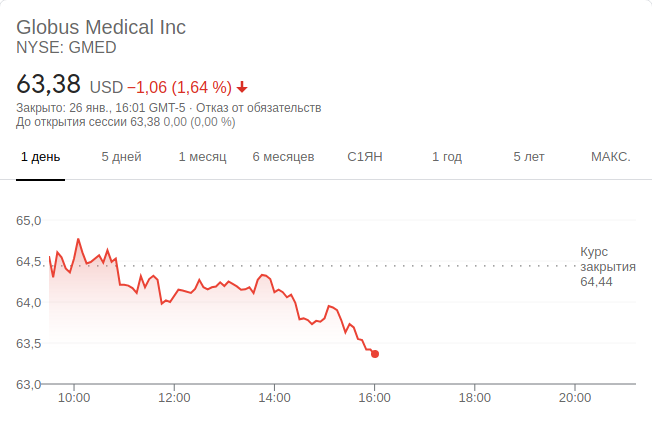 Globus Medical Inc
NYSE: GMED
63,38 USD −1,06 (1,64 %)
Закрыто: 26 янв., 16:01 GMT-5 · Отказ от обязательств
До открытия сессии 63,38 0,00 (0,00 %)
1 день 5 дней 1 месяц 6 месяцев С1ЯН 1 год 5 лет МАКС.
65,0
64,5
64,0
63,5
63,0
Курс
закрытия
64,44
10:00 12:00 14:00 16:00 18:00 20:00